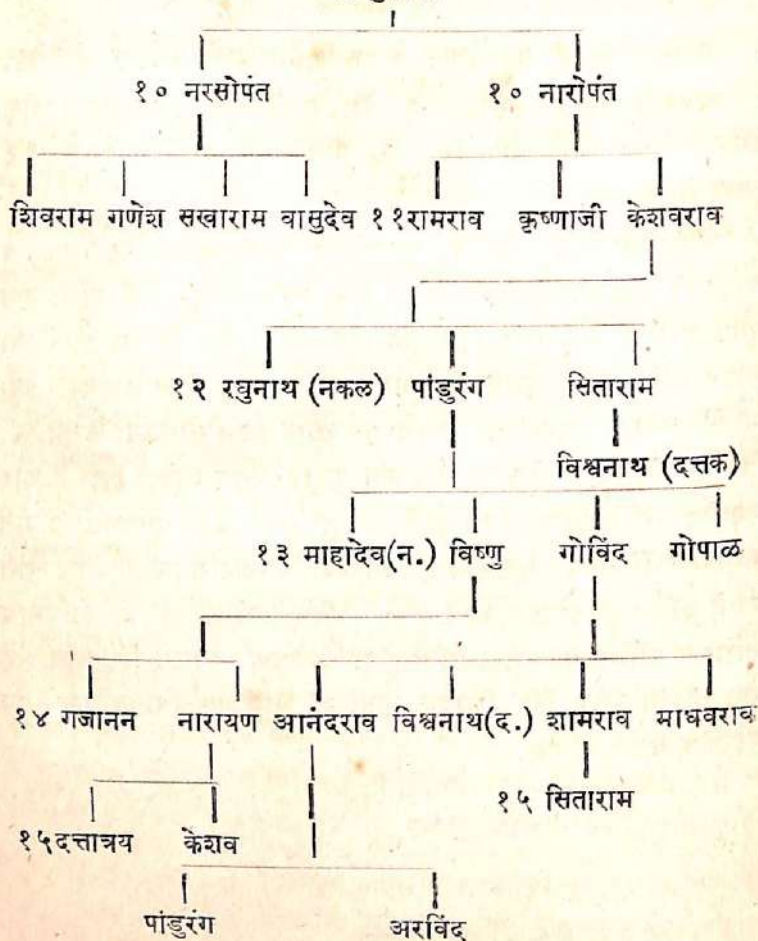 १० नरसोपंत १० नारोपंत
शिवराम गणेश सखाराम वासुदेव ११रामराव कृष्णाजी केशवराव
१२ रघुनाथ (नकल) पांडुरंग सिताराम
विश्वनाथ (दत्तक)
१३ माहादेव(न.) विष्णु गोविंद गोपाळ
१४ गजानन नारायण आनंदराव विश्वनाथ(द.) शामराव माधवराव
१५ सिताराम
१५दत्तात्रय केशव
पांडुरंग अरविंद